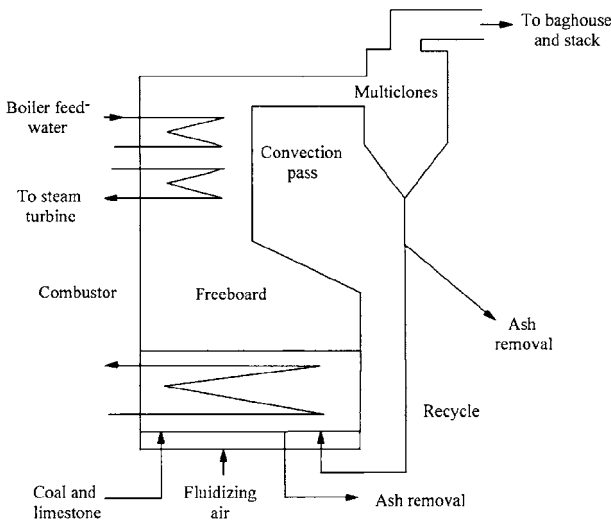 To baghouse
and stack
Multiclones
Boiler feed-
water
Convection
pass
To steam
turbine
Combustor
Freeboard
Ash
removal
Recycle
Coal and
limestone
Fluidizing
air
Ash removal